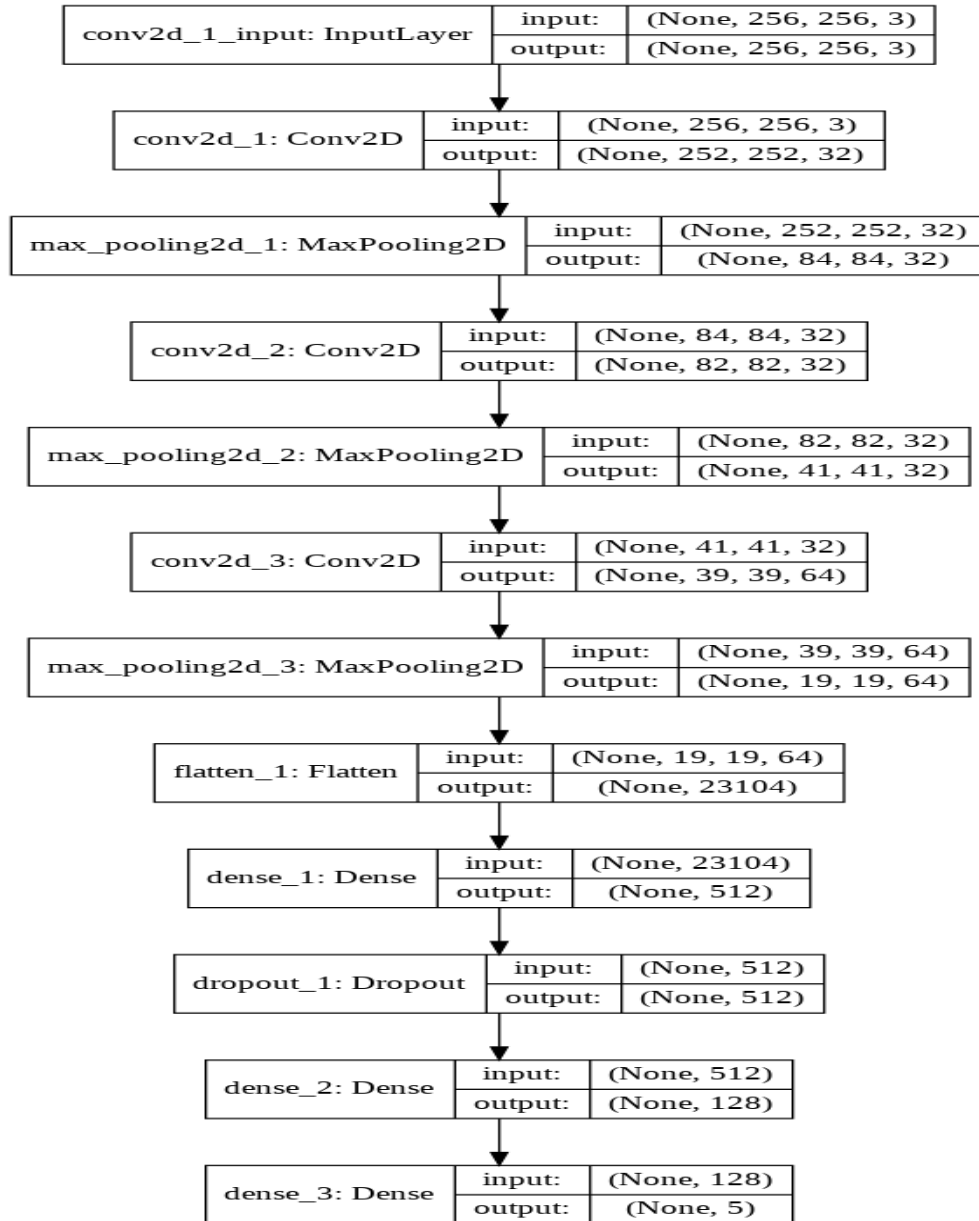 conv2d_1_input: InputLayer
input: (None, 256, 256, 3)
output: (None, 256, 256, 3)
conv2d_1: Conv2D
input: (None, 256, 256, 3)
output: (None, 252, 252, 32)
max_pooling2d_1: MaxPooling2D
input: (None, 252, 252, 32)
output: (None, 84, 84, 32)
conv2d_2: Conv2D
input: (None, 84, 84, 32)
output: (None, 82, 82, 32)
max_pooling2d_2: MaxPooling2D
input: (None, 82, 82, 32)
output: (None, 41, 41, 32)
conv2d_3: Conv2D
input: (None, 41, 41, 32)
output: (None, 39, 39, 64)
max_pooling2d_3: MaxPooling2D
input: (None, 39, 39, 64)
output: (None, 19, 19, 64)
flatten_1: Flatten
input: (None, 19, 19, 64)
output: (None, 23104)
dense_1: Dense
input: (None, 23104)
output: (None, 512)
dropout_1: Dropout
input: (None, 512)
output: (None, 512)
dense_2: Dense
input: (None, 512)
output: (None, 128)
dense_3: Dense
input: (None, 128)
output: (None, 5)